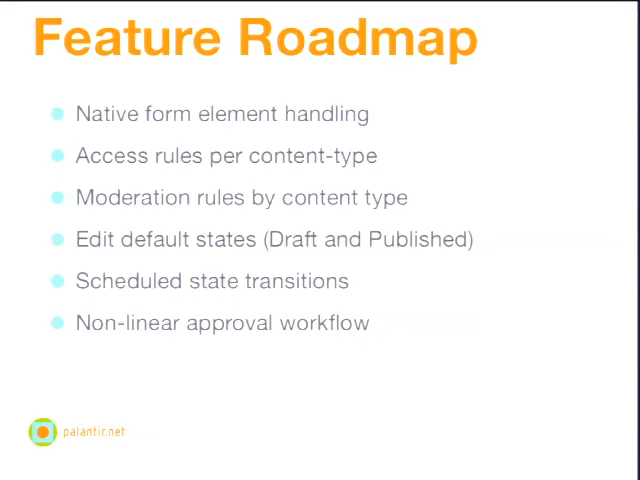 Feature Roadmap
Native form element handling
Access rules per content-type
Moderation rules by content type
Edit default states (Draft and Published)
Scheduled state transitions
Non-linear approval workflow
palantir.net